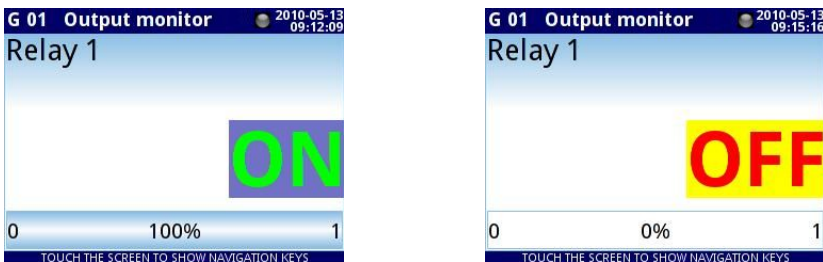 G 01 Output monitor 2010-05-13
09:12:09
Relay 1
ON
0 100% 1
TOUCH THE SCREEN TO SHOW NAVIGATION KEYS
G 01 Output monitor 2010-05-13
09:15:16
Relay 1
OFF
0 0% 1
TOUCH THE SCREEN TO SHOW NAVIGATION KEYS